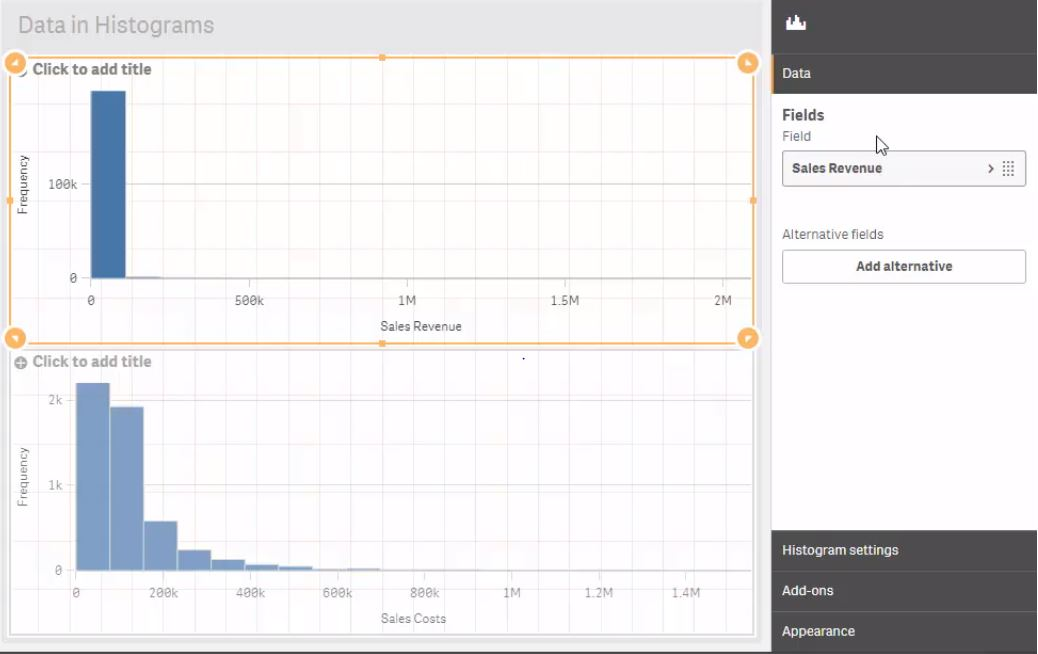 Data in Histograms
Click to add title
Frequency
100k
0
0 500k 1M 1.5M 2M
Sales Revenue
Click to add title
Frequency
2k
1k
0
0 200k 400k 600k 800k 1M 1.2M 1.4M
Sales Costs
Data
Fields
Field
Sales Revenue
Alternative fields
Add alternative
Histogram settings
Add-ons
Appearance